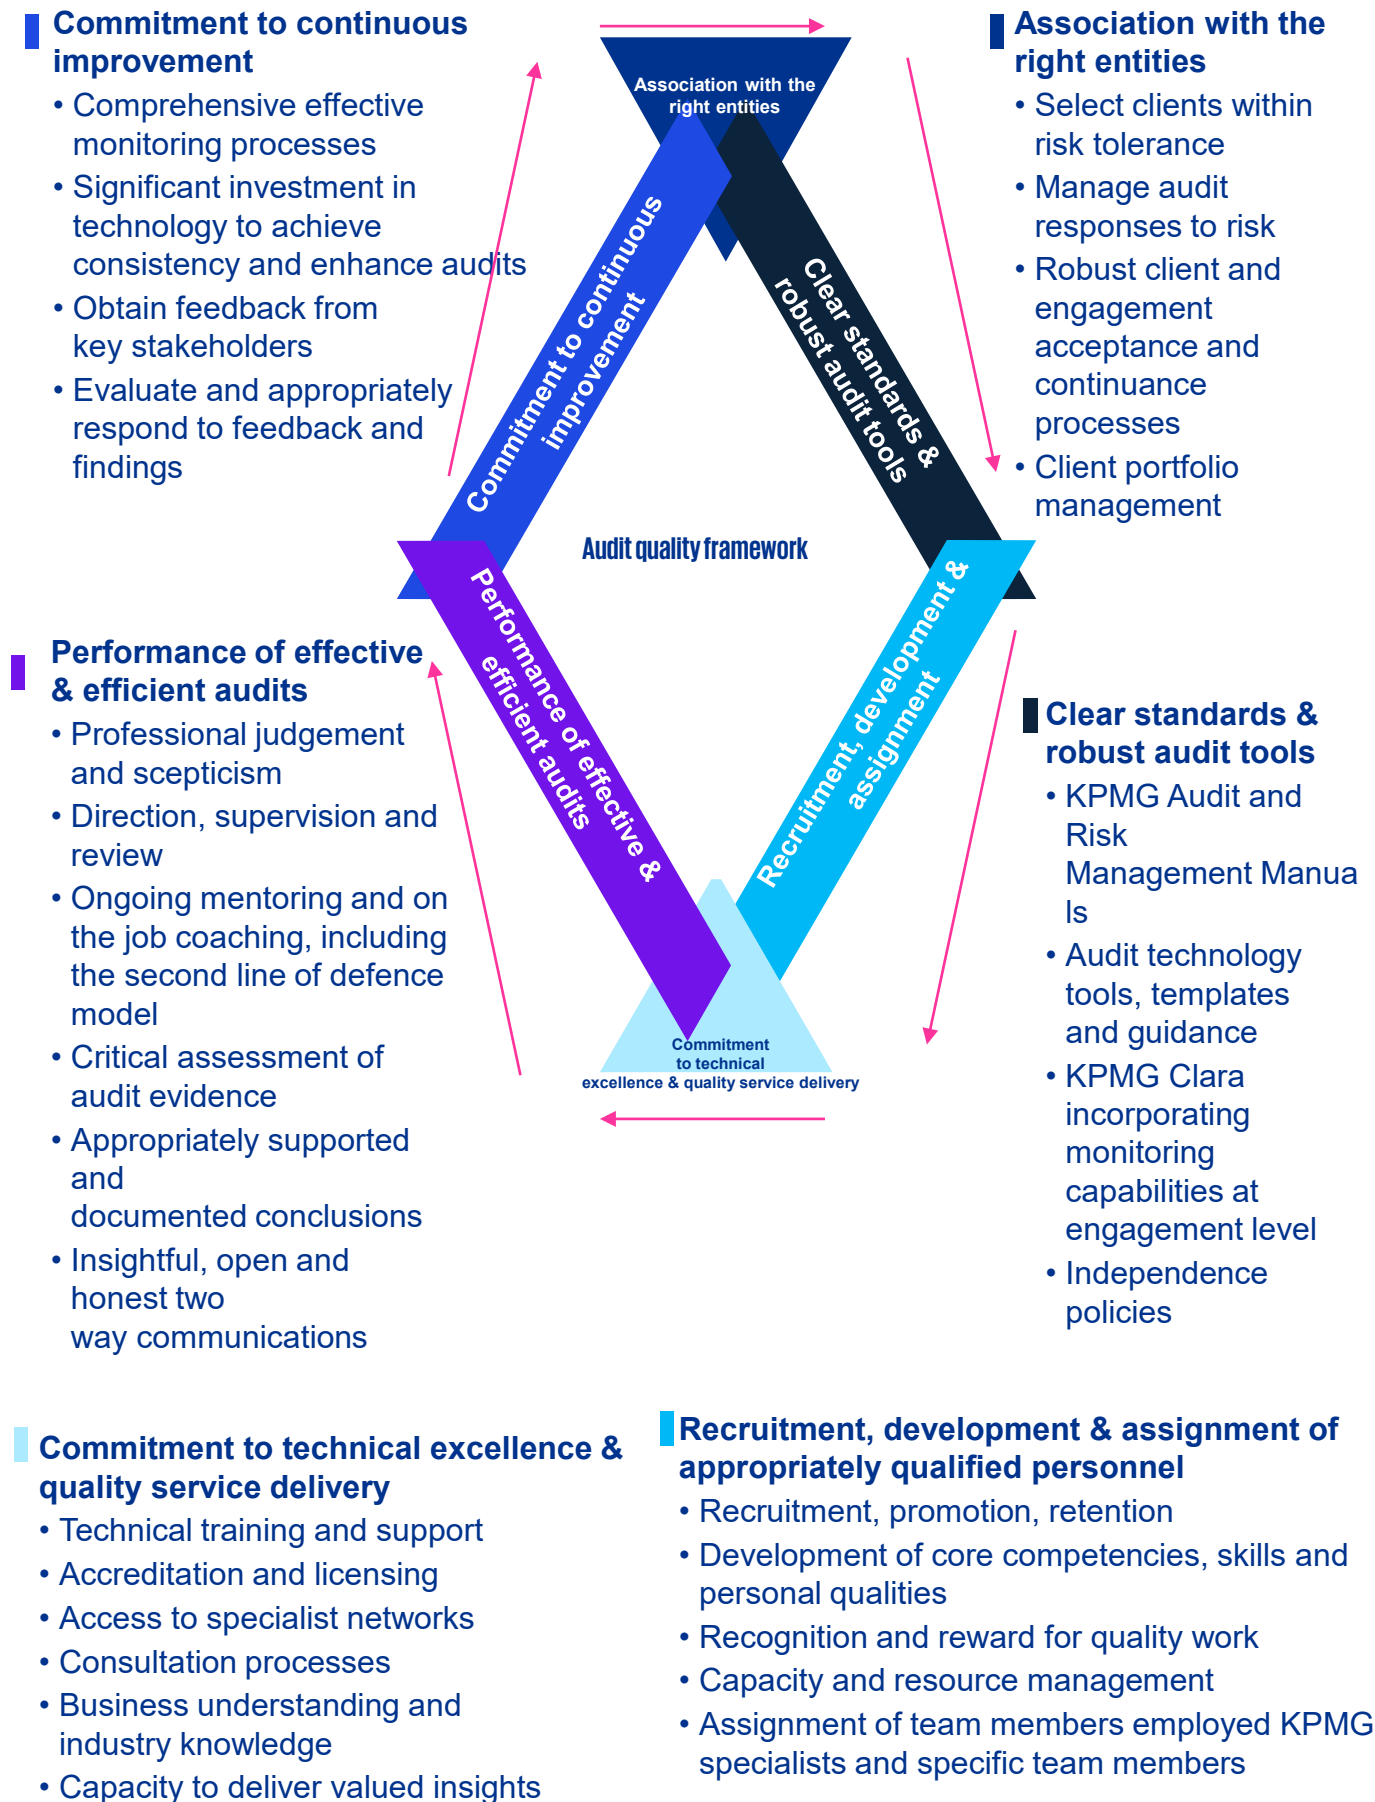 Commitment to continuous
improvement
• Comprehensive effective
monitoring processes
• Significant investment in
technology to achieve
consistency and enhance audits
• Obtain feedback from
key stakeholders
• Evaluate and appropriately
respond to feedback and
findings
Association with the
right entities
Association with the
right entities
• Select clients within
risk tolerance
• Manage audit
responses to risk
• Robust client and
engagement
acceptance and
continuance
processes
• Client portfolio
management
Commitment to continuous
improvement
Clear standards &
robust audit tools
Audit quality framework
Performance of effective &
efficient audits
Recruitment, development &
assignment
Commitment
to technical
excellence & quality service delivery
Performance of effective
& efficient audits
• Professional judgement
and scepticism
• Direction, supervision and
review
• Ongoing mentoring and on
the job coaching, including
the second line of defence
model
• Critical assessment of
audit evidence
• Appropriately supported
and
documented conclusions
• Insightful, open and
honest two
way communications
Clear standards &
robust audit tools
• KPMG Audit and
Risk
Management Manua
ls
• Audit technology
tools, templates
and guidance
• KPMG Clara
incorporating
monitoring
capabilities at
engagement level
• Independence
policies
Commitment to technical excellence &
quality service delivery
• Technical training and support
• Accreditation and licensing
• Access to specialist networks
• Consultation processes
• Business understanding and
industry knowledge
• Capacity to deliver valued insights
Recruitment, development & assignment of
appropriately qualified personnel
• Recruitment, promotion, retention
• Development of core competencies, skills and
personal qualities
• Recognition and reward for quality work
• Capacity and resource management
• Assignment of team members employed KPMG
specialists and specific team members